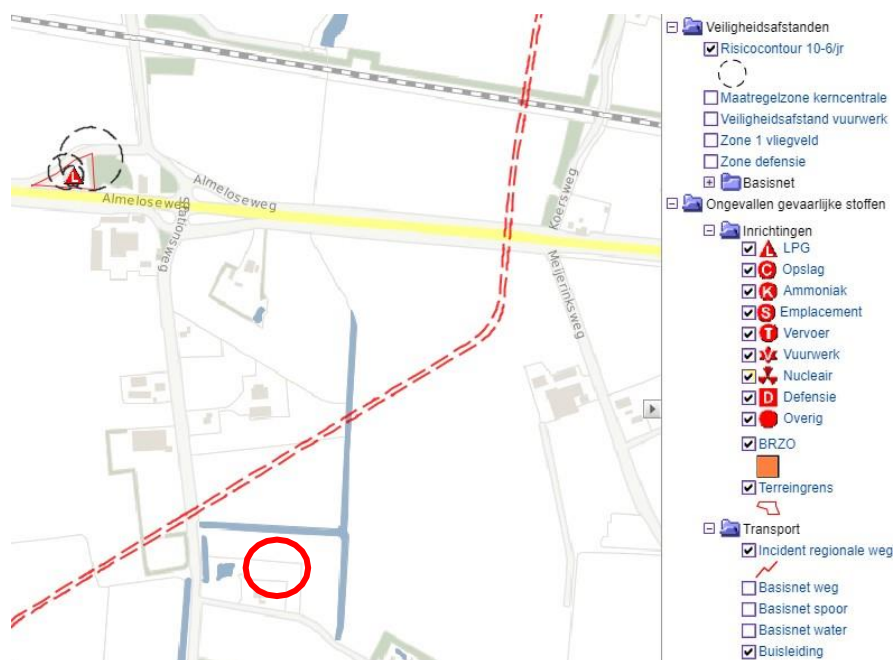 Almeloseweg
Almeloseweg
Stationsweg
Koersweg
Meijerinksweg
L
Veiligheidsafstanden
Risicocontour 10-6/jr
Maatregelzone kerncentrale
Veiligheidsafstand vuurwerk
Zone 1 vliegveld
Zone defensie
Basisnet
Ongevallen gevaarlijke stoffen
Inrichtingen
L LPG
C Opslag
K Ammoniak
S Emplacement
T Vervoer
Vuurwerk
Nucleair
D Defensie
Overig
BRZO
Terreingrens
Transport
Incident regionale weg
Basisnet weg
Basisnet spoor
Basisnet water
Buisleiding